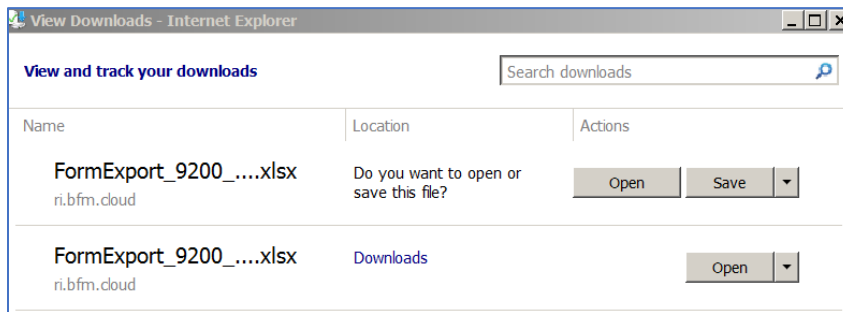 View Downloads - Internet Explorer
View and track your downloads
Search downloads
Name Location Actions
FormExport_9200_....xlsx
ri.bfm.cloud
Do you want to open or
save this file?
Open Save
FormExport_9200_....xlsx
ri.bfm.cloud
Downloads
Open